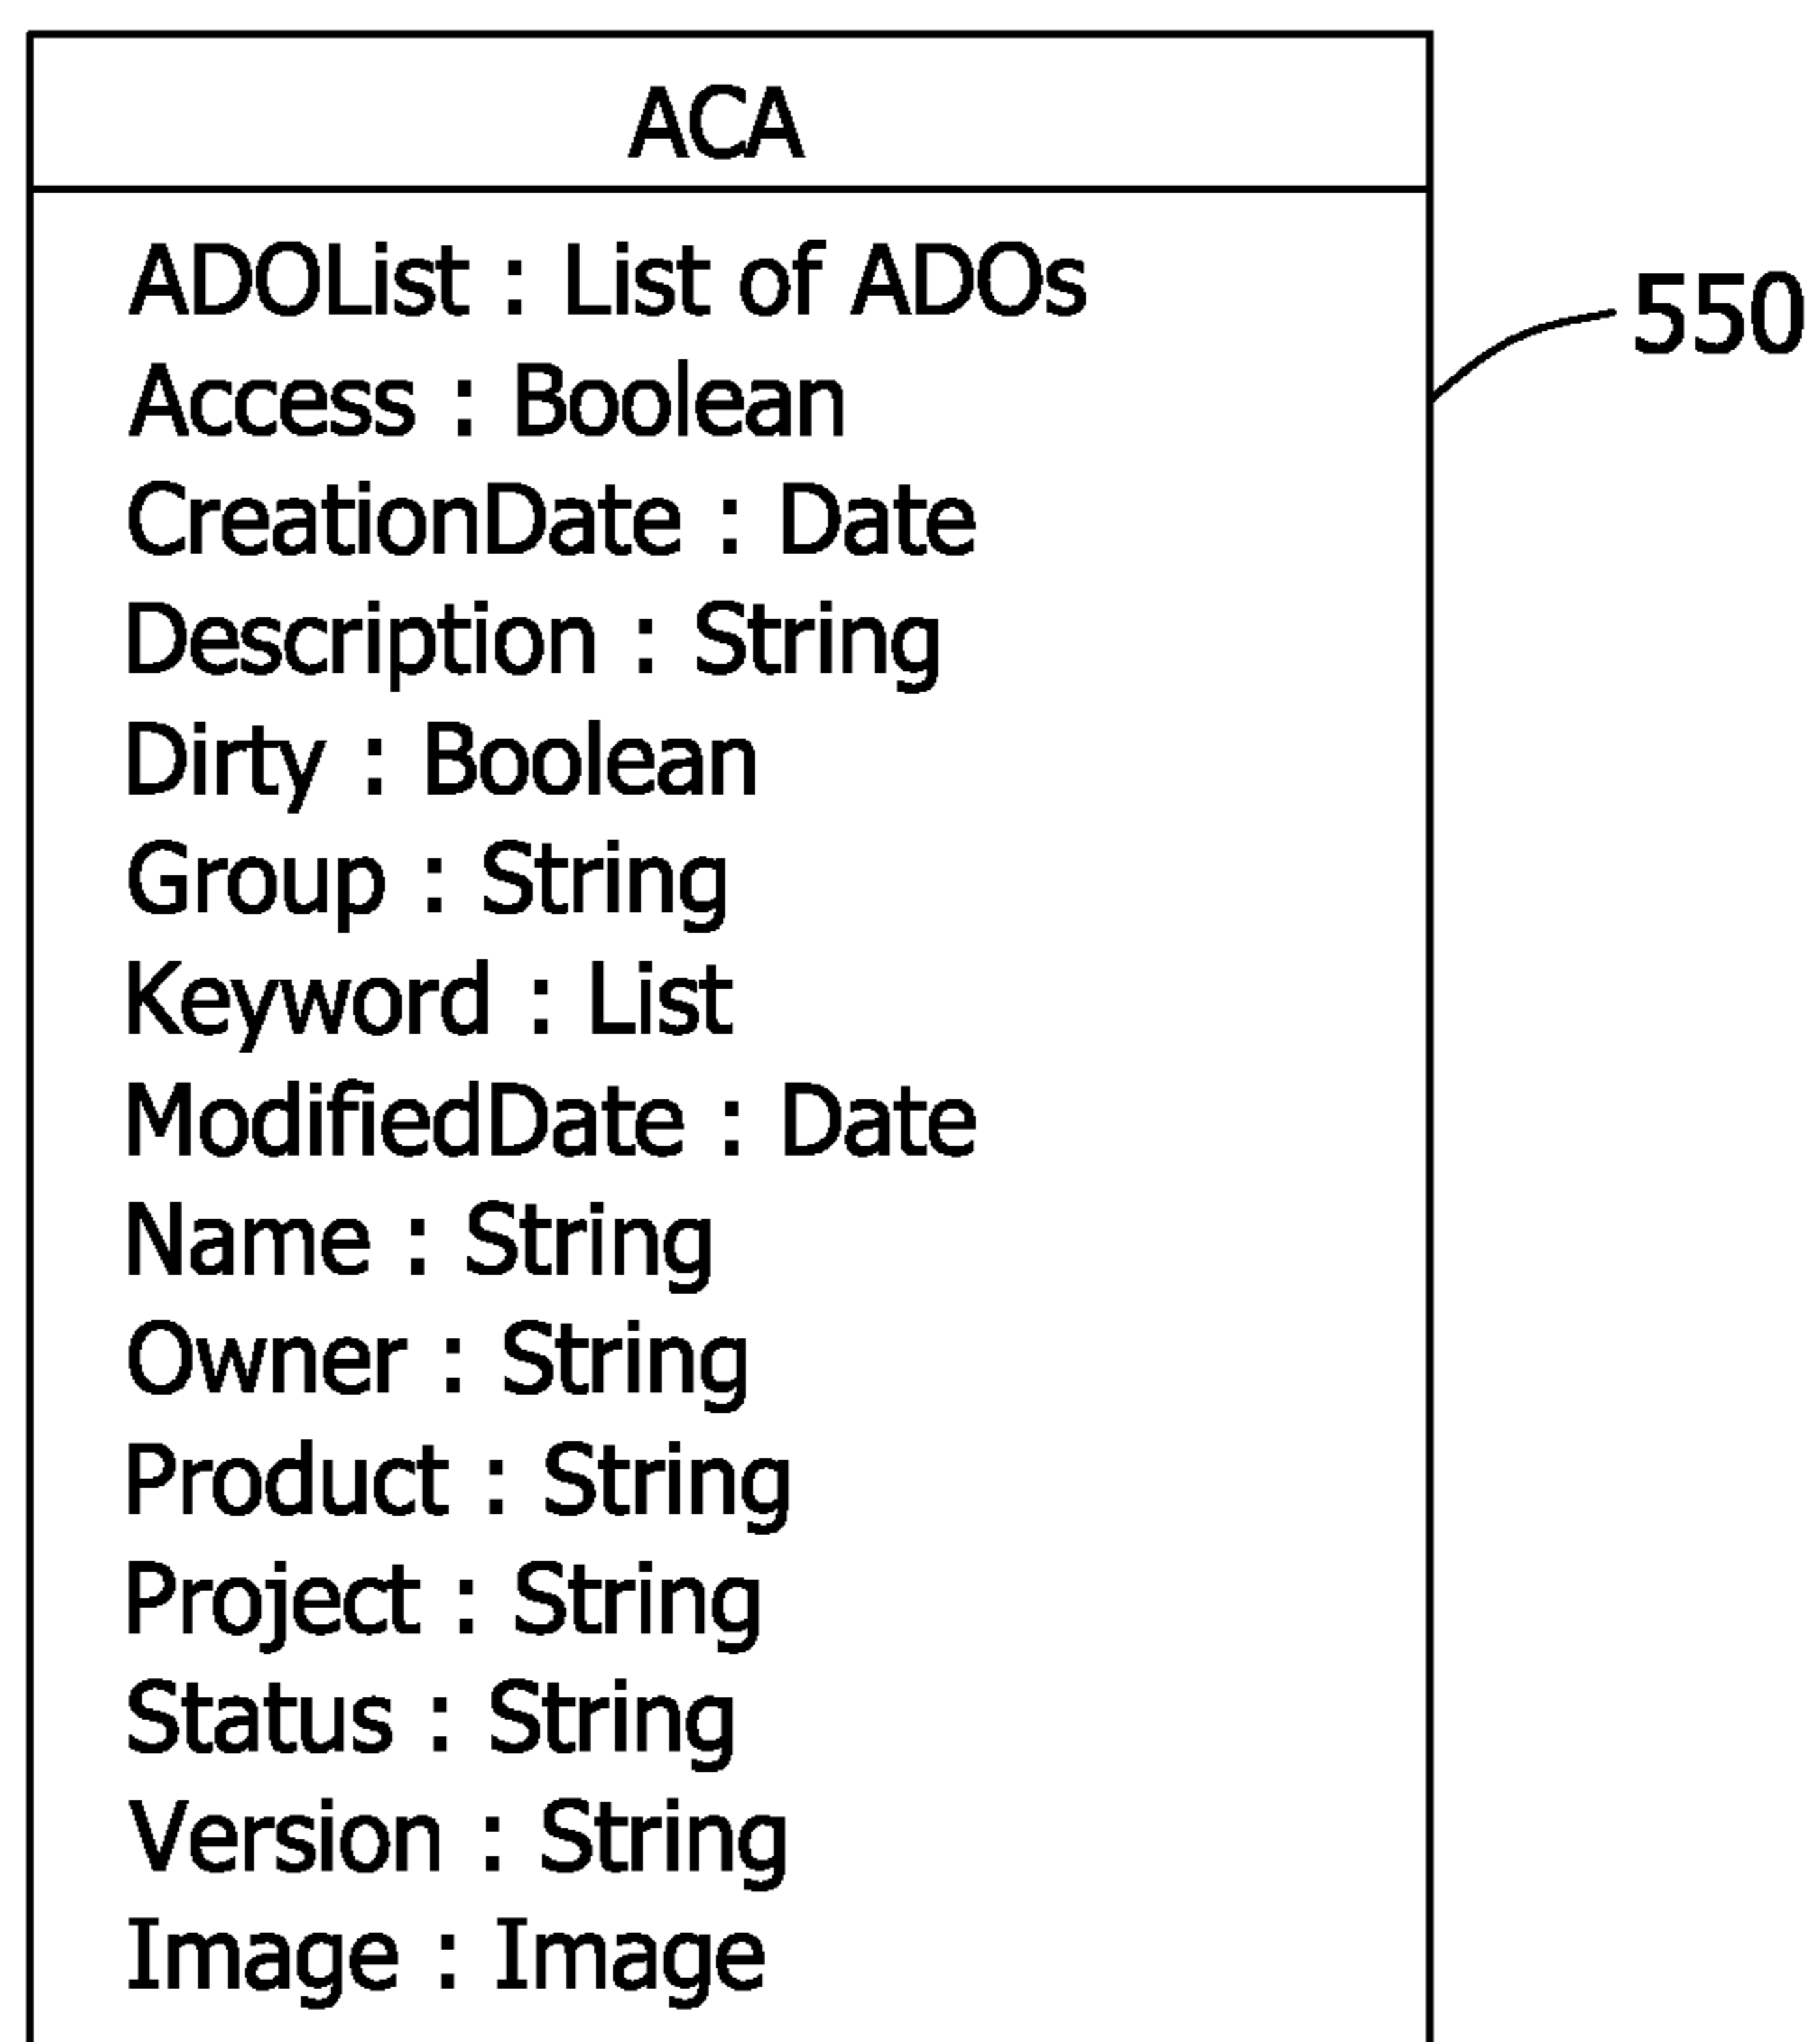 ACA
ADOList : List of ADOs
550
Access : Boolean
CreationDate : Date
Description : String
Dirty : Boolean
Group : String
Keyword : List
ModifiedDate : Date
Name : String
Owner : String
Product : String
Project : String
Status : String
Version : String
Image : Image